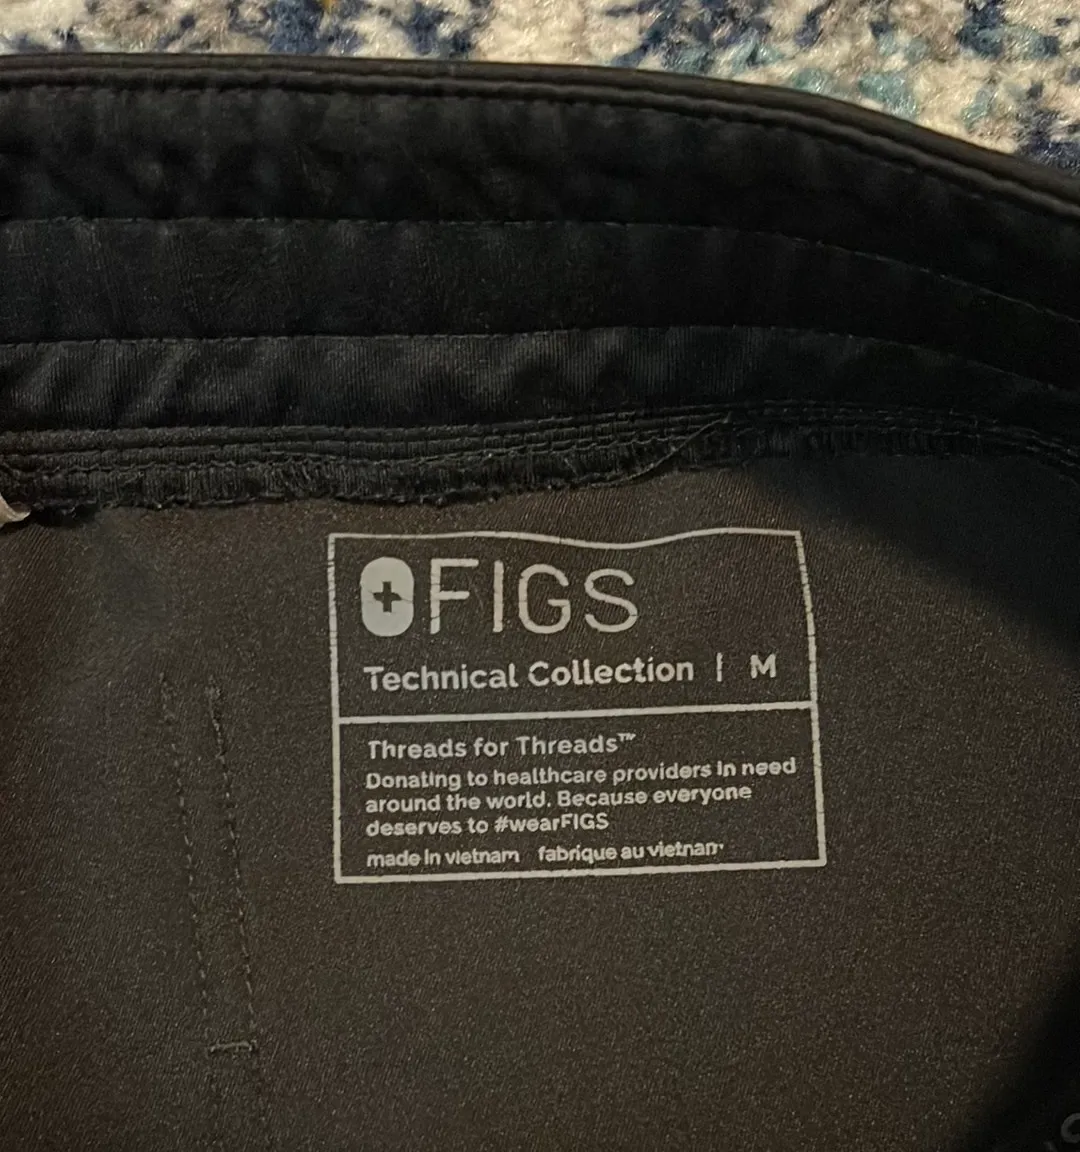 FIGS
Technical Collection | M
Threads for Threads™
Donating to healthcare providers in need
around the world. Because everyone
deserves to #wearFIGS
made in vietnam fabrique au vietnam